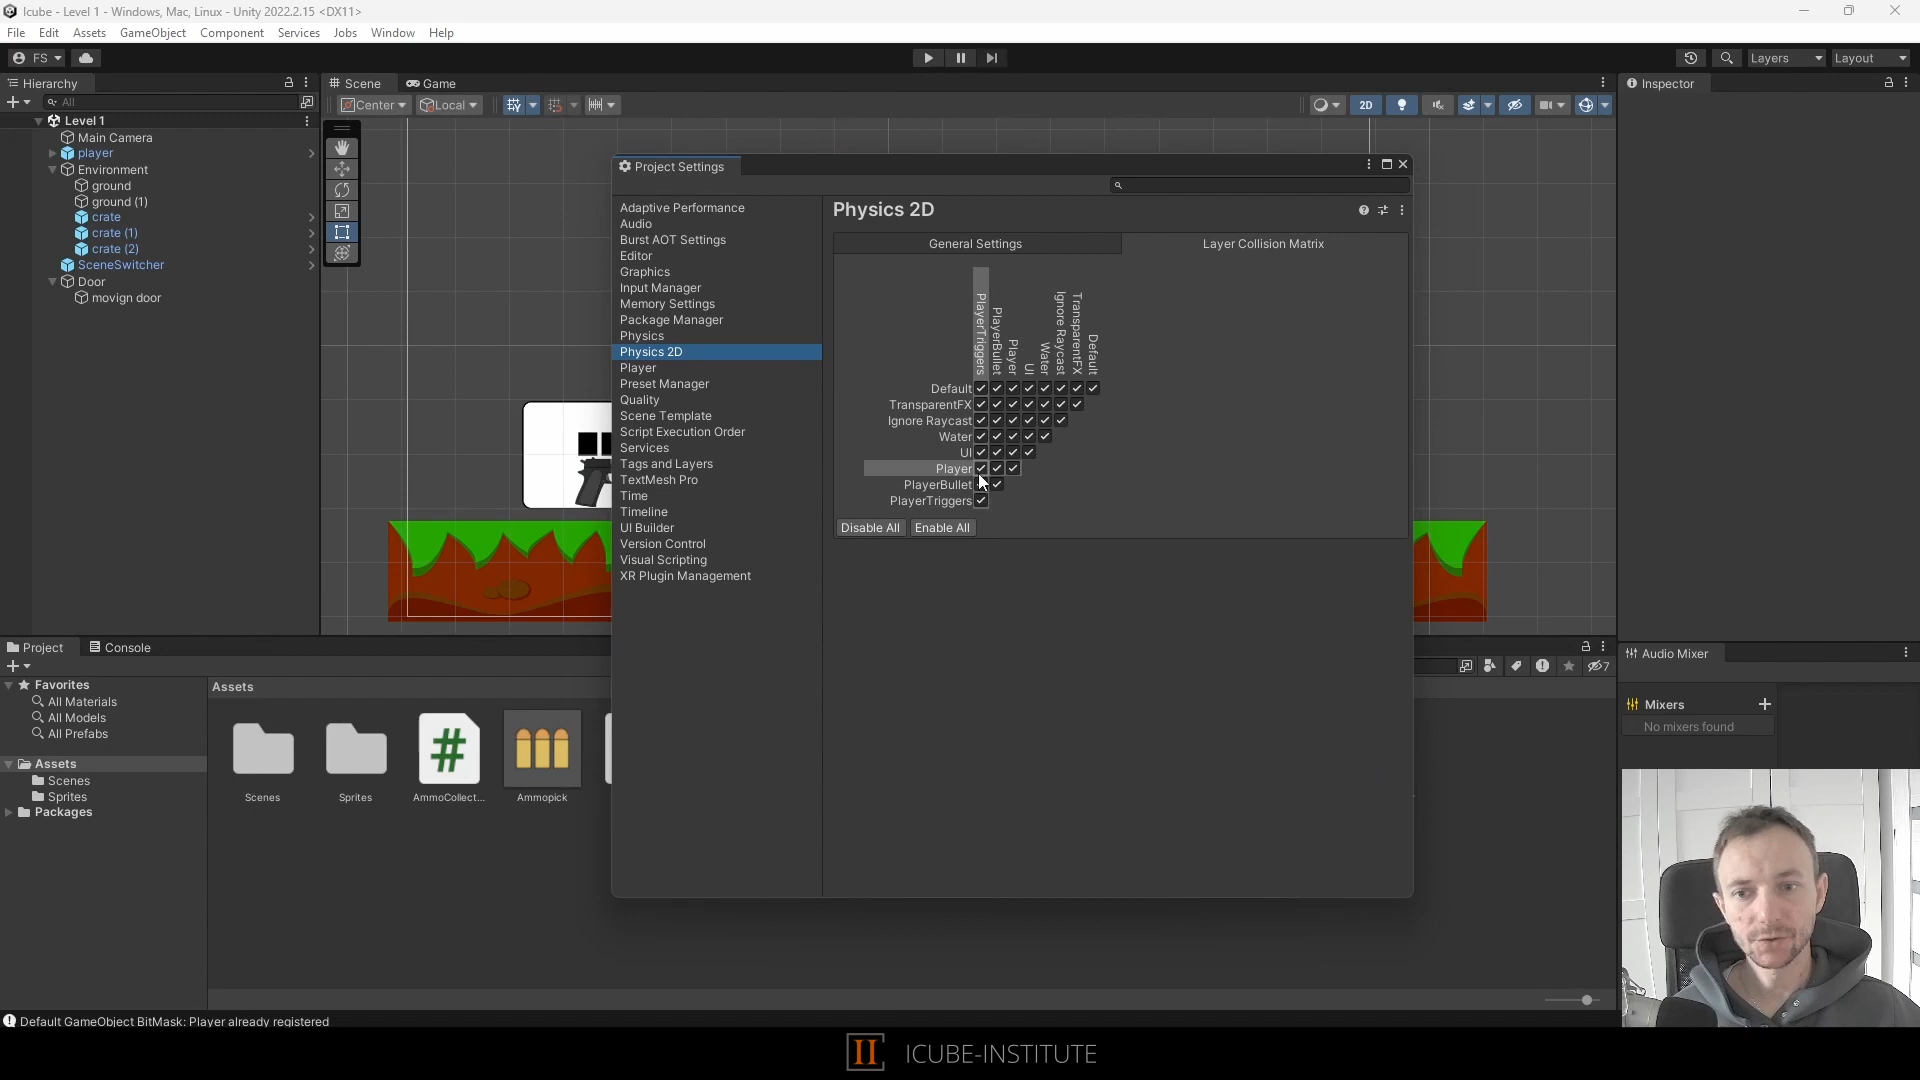 Icube - Level 1 - Windows, Mac, Linux - Unity 2022.2.15 <DX11>
File Edit Assets GameObject Component Services Jobs Window Help
FS Layers Layout
Hierarchy
All
Level 1
Main Camera
player
Environment
ground
ground (1)
crate
crate (1)
crate (2)
SceneSwitcher
Door
movign door
Scene Game
Center Local 2D
Inspector
Project Settings
Adaptive Performance
Audio
Burst AOT Settings
Editor
Graphics
Input Manager
Memory Settings
Package Manager
Physics
Physics 2D
Player
Preset Manager
Quality
Scene Template
Script Execution Order
Services
Tags and Layers
TextMesh Pro
Time
Timeline
UI Builder
Version Control
Visual Scripting
XR Plugin Management
Physics 2D
General Settings Layer Collision Matrix
PlayerTriggers
PlayerBullet
Player
UI
Water
Ignore Raycast
TransparentFX
Default
Default
TransparentFX
Ignore Raycast
Water
UI
Player
PlayerBullet
PlayerTriggers
Disable All Enable All
Project Console
7
Favorites
All Materials
All Models
All Prefabs
Assets
Scenes
Sprites
Packages
Assets
#
Scenes Sprites AmmoCollect... Ammopick
Audio Mixer
Mixers
No mixers found
Default GameObject BitMask: Player already registered
II ICUBE-INSTITUTE